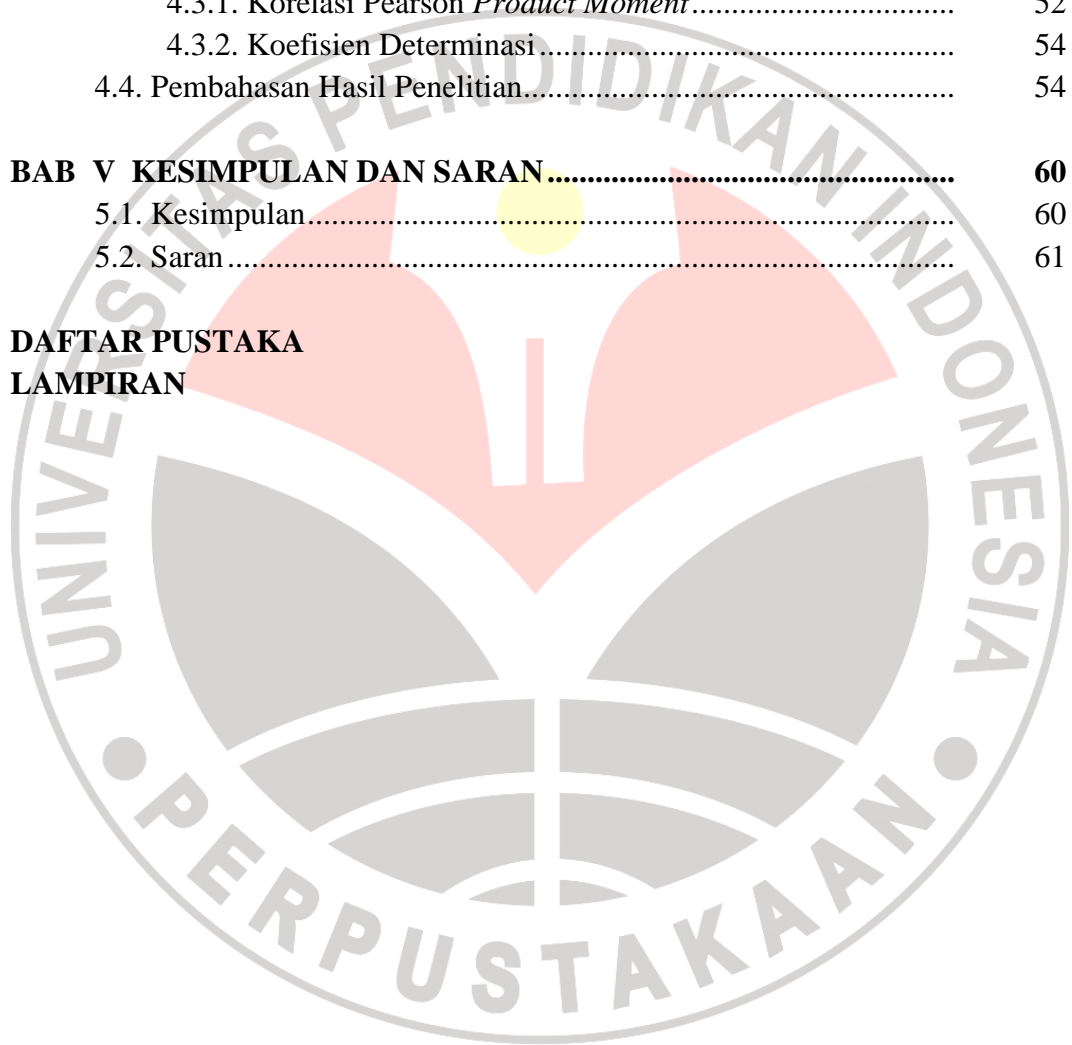 4.3.1. Korelasi Pearson Product Moment.................................. 52
4.3.2. Koefisien Determinasi..................................................... 54
4.4. Pembahasan Hasil Penelitian....................................................... 54
BAB V KESIMPULAN DAN SARAN.................................................... 60
5.1. Kesimpulan................................................................................... 60
5.2. Saran............................................................................................. 61
DAFTAR PUSTAKA
LAMPIRAN
UNIVERSITAS PENDIDIKAN INDONESIA
PERPUSTAKAAN